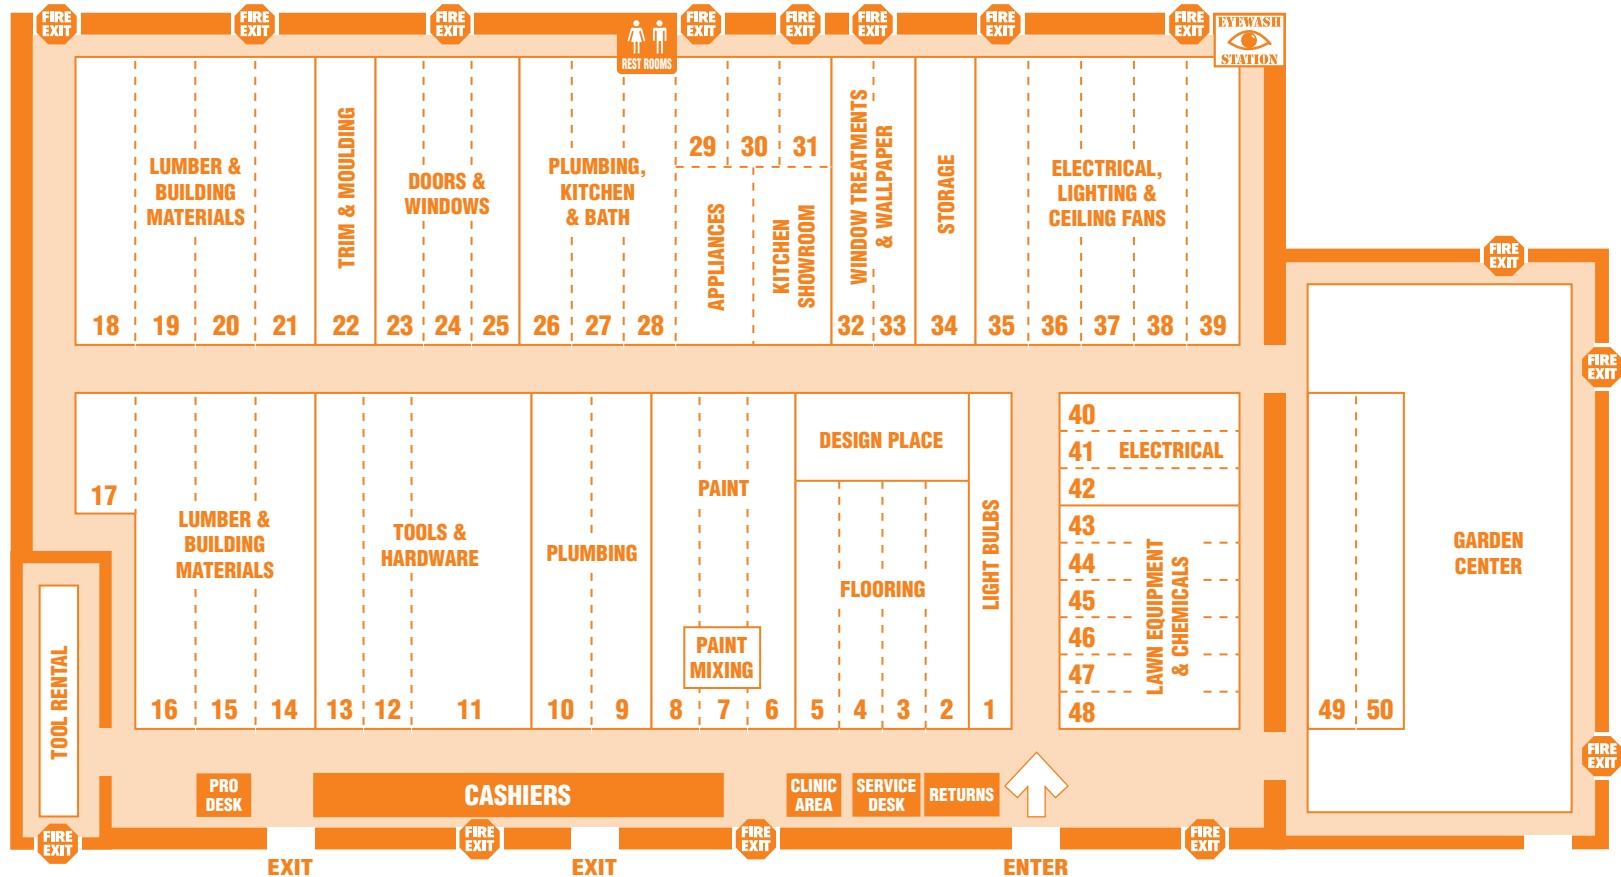 FIRE
EXIT
FIRE
EXIT
FIRE
EXIT
FIRE
EXIT
FIRE
EXIT
FIRE
EXIT
FIRE
EXIT
FIRE
EXIT
EYEWASH
STATION
REST ROOMS
LUMBER &
BUILDING
MATERIALS
18 19 20 21
TRIM & MOULDING
22
DOORS &
WINDOWS
23 24 25
PLUMBING,
KITCHEN
& BATH
26 27 28
29 30 31
APPLIANCES
KITCHEN
SHOWROOM
WINDOW TREATMENTS
& WALLPAPER
32 33
STORAGE
34
ELECTRICAL,
LIGHTING &
CEILING FANS
35 36 37 38 39
FIRE
EXIT
FIRE
EXIT
17
LUMBER &
BUILDING
MATERIALS
16 15 14
TOOLS &
HARDWARE
13 12 11
PLUMBING
10 9
PAINT
PAINT
MIXING
8 7 6
DESIGN PLACE
FLOORING
5 4 3 2
LIGHT BULBS
1
40
41 ELECTRICAL
42
43
44
45
46
47
48
LAWN EQUIPMENT
& CHEMICALS
49 50
GARDEN
CENTER
TOOL RENTAL
FIRE
EXIT
PRO
DESK
CASHIERS
CLINIC
AREA
SERVICE
DESK
RETURNS
FIRE
EXIT
FIRE
EXIT
FIRE
EXIT
FIRE
EXIT
EXIT
EXIT
ENTER